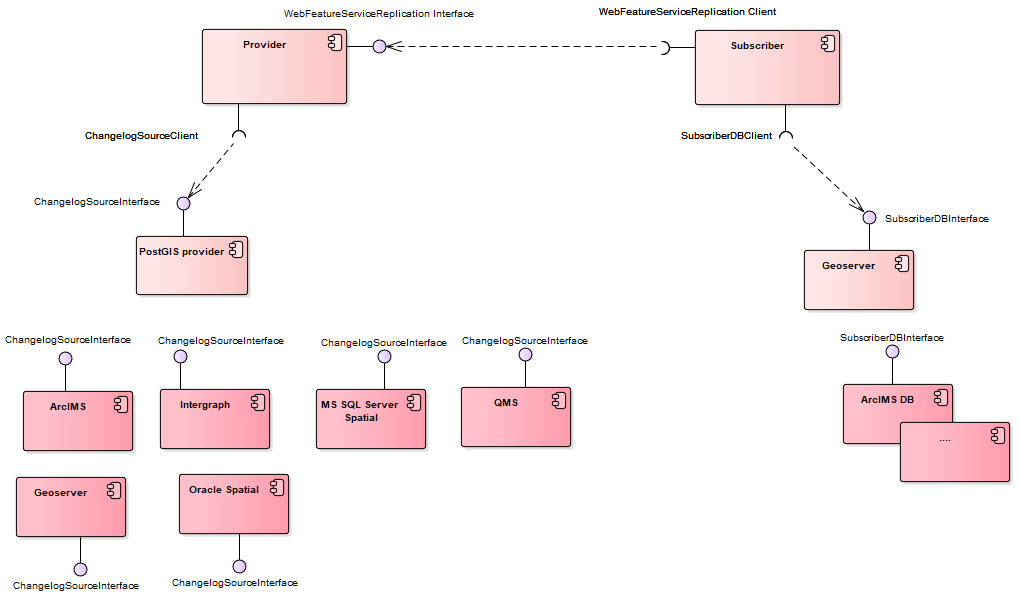 WebFeatureServiceReplication Interface
WebFeatureServiceReplication Client
Provider
Subscriber
ChangelogSourceClient
SubscriberDBClient
ChangelogSourceInterface
SubscriberDBInterface
PostGIS provider
Geoserver
ChangelogSourceInterface
ChangelogSourceInterface
ChangelogSourceInterface
ChangelogSourceInterface
SubscriberDBInterface
ArcIMS
Intergraph
MS SQL Server
Spatial
QMS
ArcIMS DB
....
Geoserver
Oracle Spatial
ChangelogSourceInterface
ChangelogSourceInterface